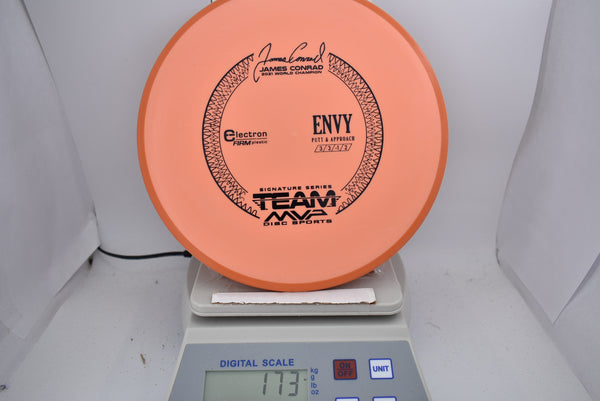 James Conrad
JAMES CONRAD
2021 WORLD CHAMPION
electron
FIRM plastic
ENVY
PUTT & APPROACH
SIGNATURE SERIES
TEAM
MVP
DISC SPORTS
DIGITAL SCALE
173
kg
g
lb
oz
ON
OFF
UNIT